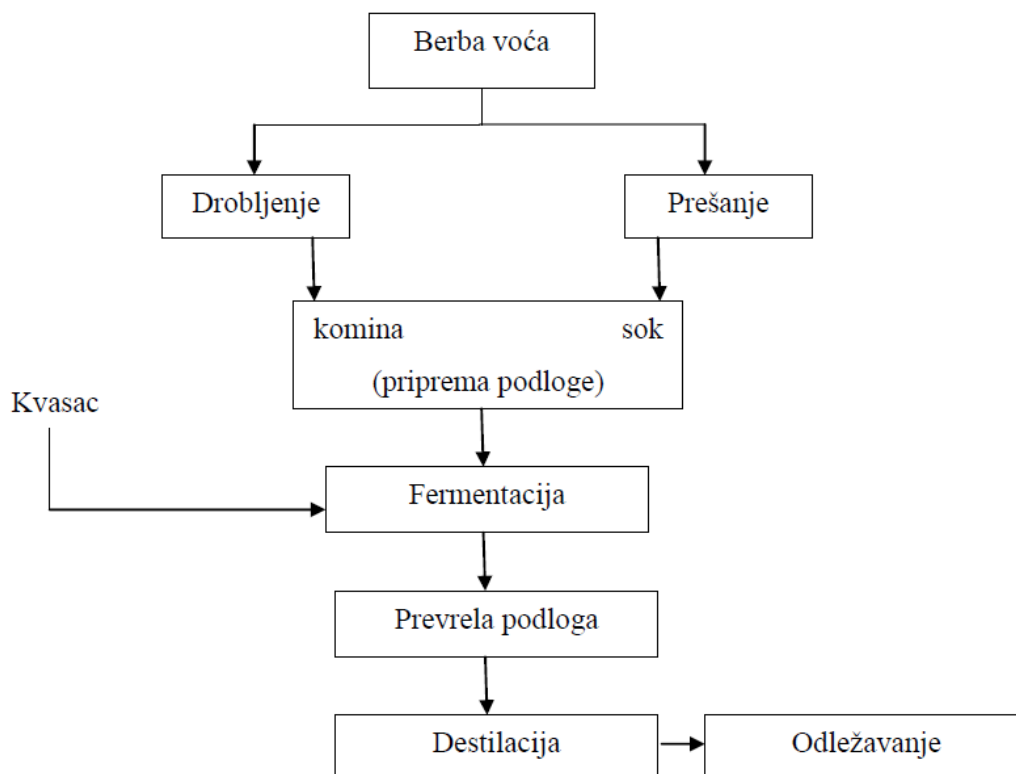 Berba voća
Drobljenje
Prešanje
komina sok
(priprema podloge)
Kvasac
Fermentacija
Prevrela podloga
Destilacija
Odležavanje